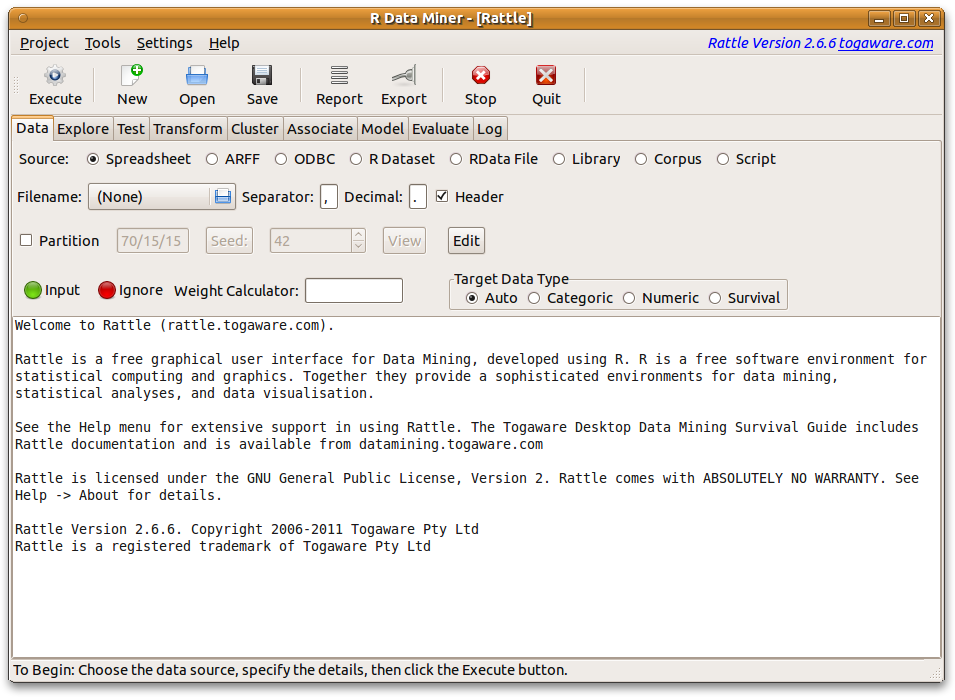 R Data Miner - [Rattle]
Project Tools Settings Help Rattle Version 2.6.6 togaware.com
Execute New Open Save Report Export Stop Quit
Data Explore Test Transform Cluster Associate Model Evaluate Log
Source: Spreadsheet ARFF ODBC R Dataset RData File Library Corpus Script
Filename: (None) Separator: , Decimal: . Header
Partition 70/15/15 Seed: 42 View Edit
Target Data Type
Input Ignore Weight Calculator: Auto Categoric Numeric Survival
Welcome to Rattle (rattle.togaware.com).
Rattle is a free graphical user interface for Data Mining, developed using R. R is a free software environment for
statistical computing and graphics. Together they provide a sophisticated environments for data mining,
statistical analyses, and data visualisation.
See the Help menu for extensive support in using Rattle. The Togaware Desktop Data Mining Survival Guide includes
Rattle documentation and is available from datamining.togaware.com
Rattle is licensed under the GNU General Public License, Version 2. Rattle comes with ABSOLUTELY NO WARRANTY. See
Help -> About for details.
Rattle Version 2.6.6. Copyright 2006-2011 Togaware Pty Ltd
Rattle is a registered trademark of Togaware Pty Ltd
To Begin: Choose the data source, specify the details, then click the Execute button.